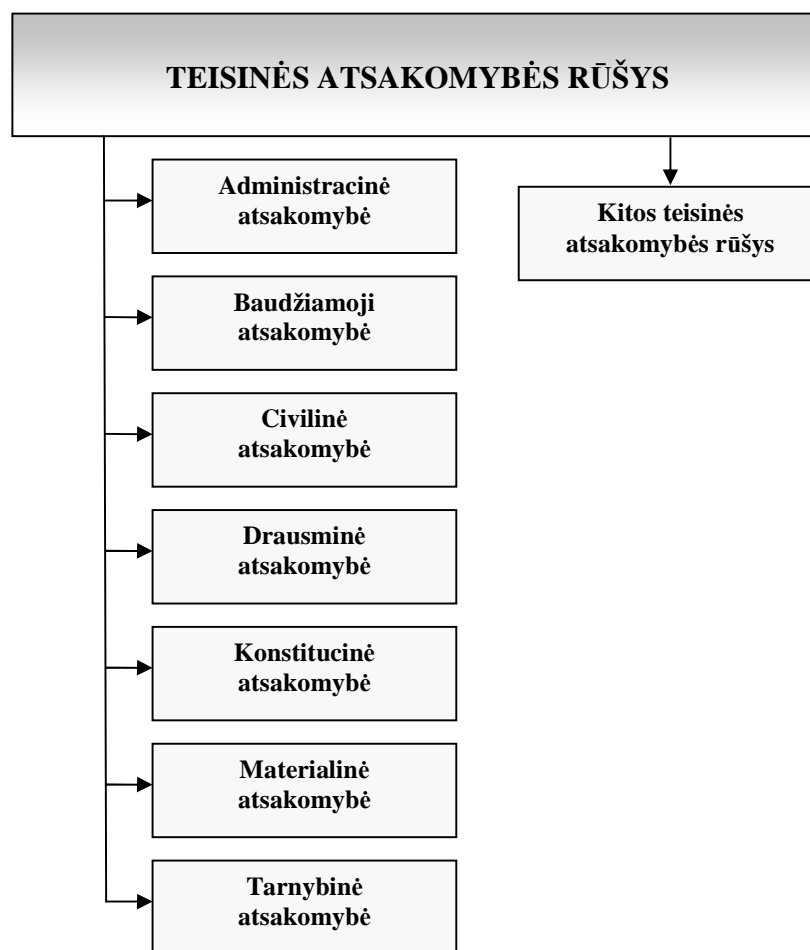 TEISINĖS ATSAKOMYBĖS RŪŠYS
Administracinė
atsakomybė
Kitos teisinės
atsakomybės rūšys
Baudžiamoji
atsakomybė
Civilinė
atsakomybė
Drausminė
atsakomybė
Konstitucinė
atsakomybė
Materialinė
atsakomybė
Tarnybinė
atsakomybė